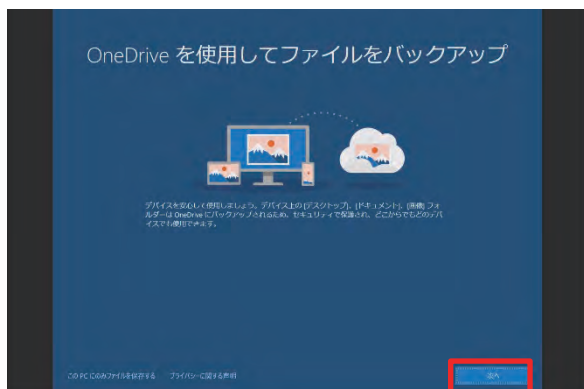 OneDrive を使用してファイルをバックアップ
デバイスを安心して使用しましょう。デバイス上の [デスクトップ]、[ドキュメント]、[画像] フォ
ルダーは OneDrive にバックアップされるため、セキュリティで保護され、どこからでもどのデバ
イスでも使用できます。
この PC にのみファイルを保存する プライバシーに関する声明
次へ